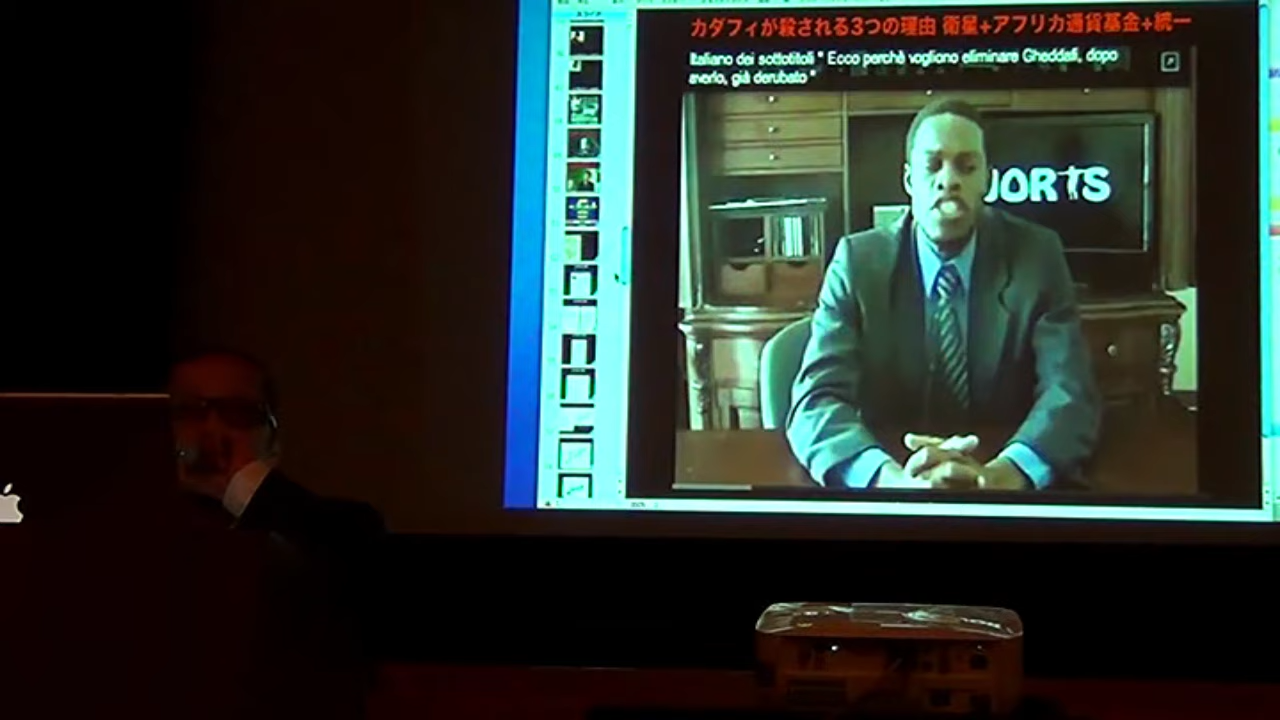 カダフィが殺される3つの理由 衛星+アフリカ通貨基金+統一
Italiano dei sottotitoli " Ecco perchè vogliono eliminare Gheddafi, dopo
averlo, già derubato "